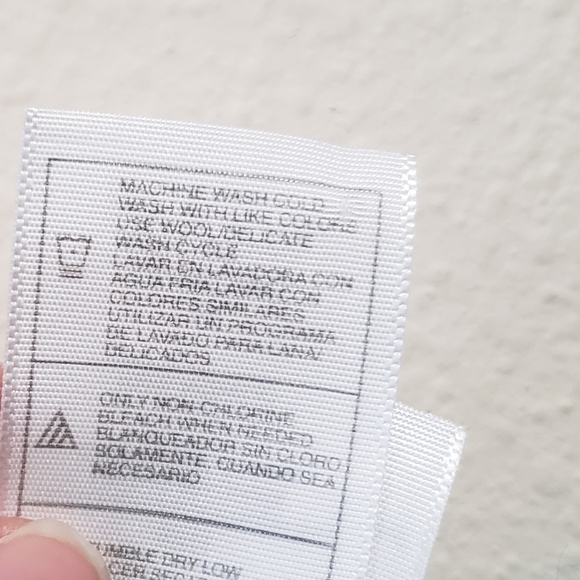 MACHINE WASH COLD
WASH WITH LIKE COLORS
USE WOOL/DELICATE
WASH CYCLE
LAVAR EN LAVADORA CON
AGUA FRIA LAVAR CON
COLORES SIMILARES
UTILIZAR UN PROGRAMA
DE LAVADO PARA LANA/
DELICADOS
ONLY NON-CHLORINE
BLEACH WHEN NEEDED
BLANQUEADOR SIN CLORO
SOLAMENTE, CUANDO SEA
NECESARIO
UMBLE DRY LOW